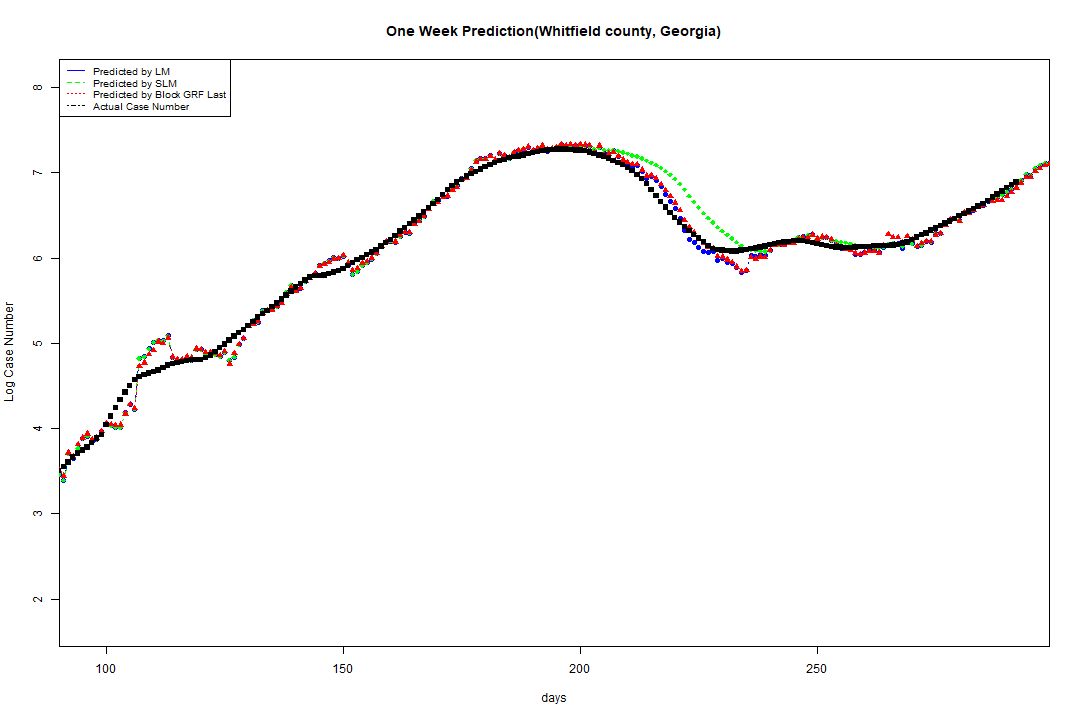 One Week Prediction(Whitfield county, Georgia)
Predicted by LM
Predicted by SLM
Predicted by Block GRF Last
Actual Case Number
8
7
6
5
4
3
2
Log Case Number
100 150 200 250
days